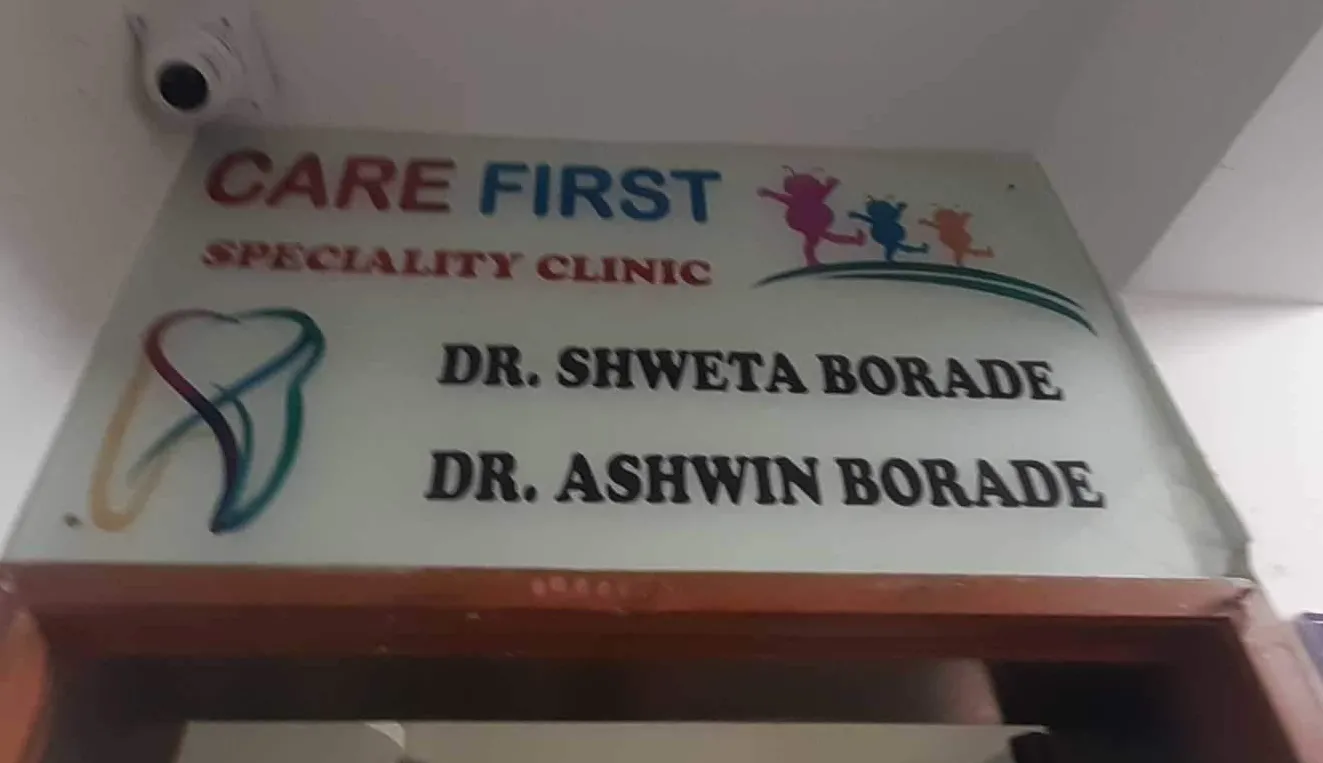 CARE FIRST
SPECIALITY CLINIC
DR. SHWETA BORADE
DR. ASHWIN BORADE